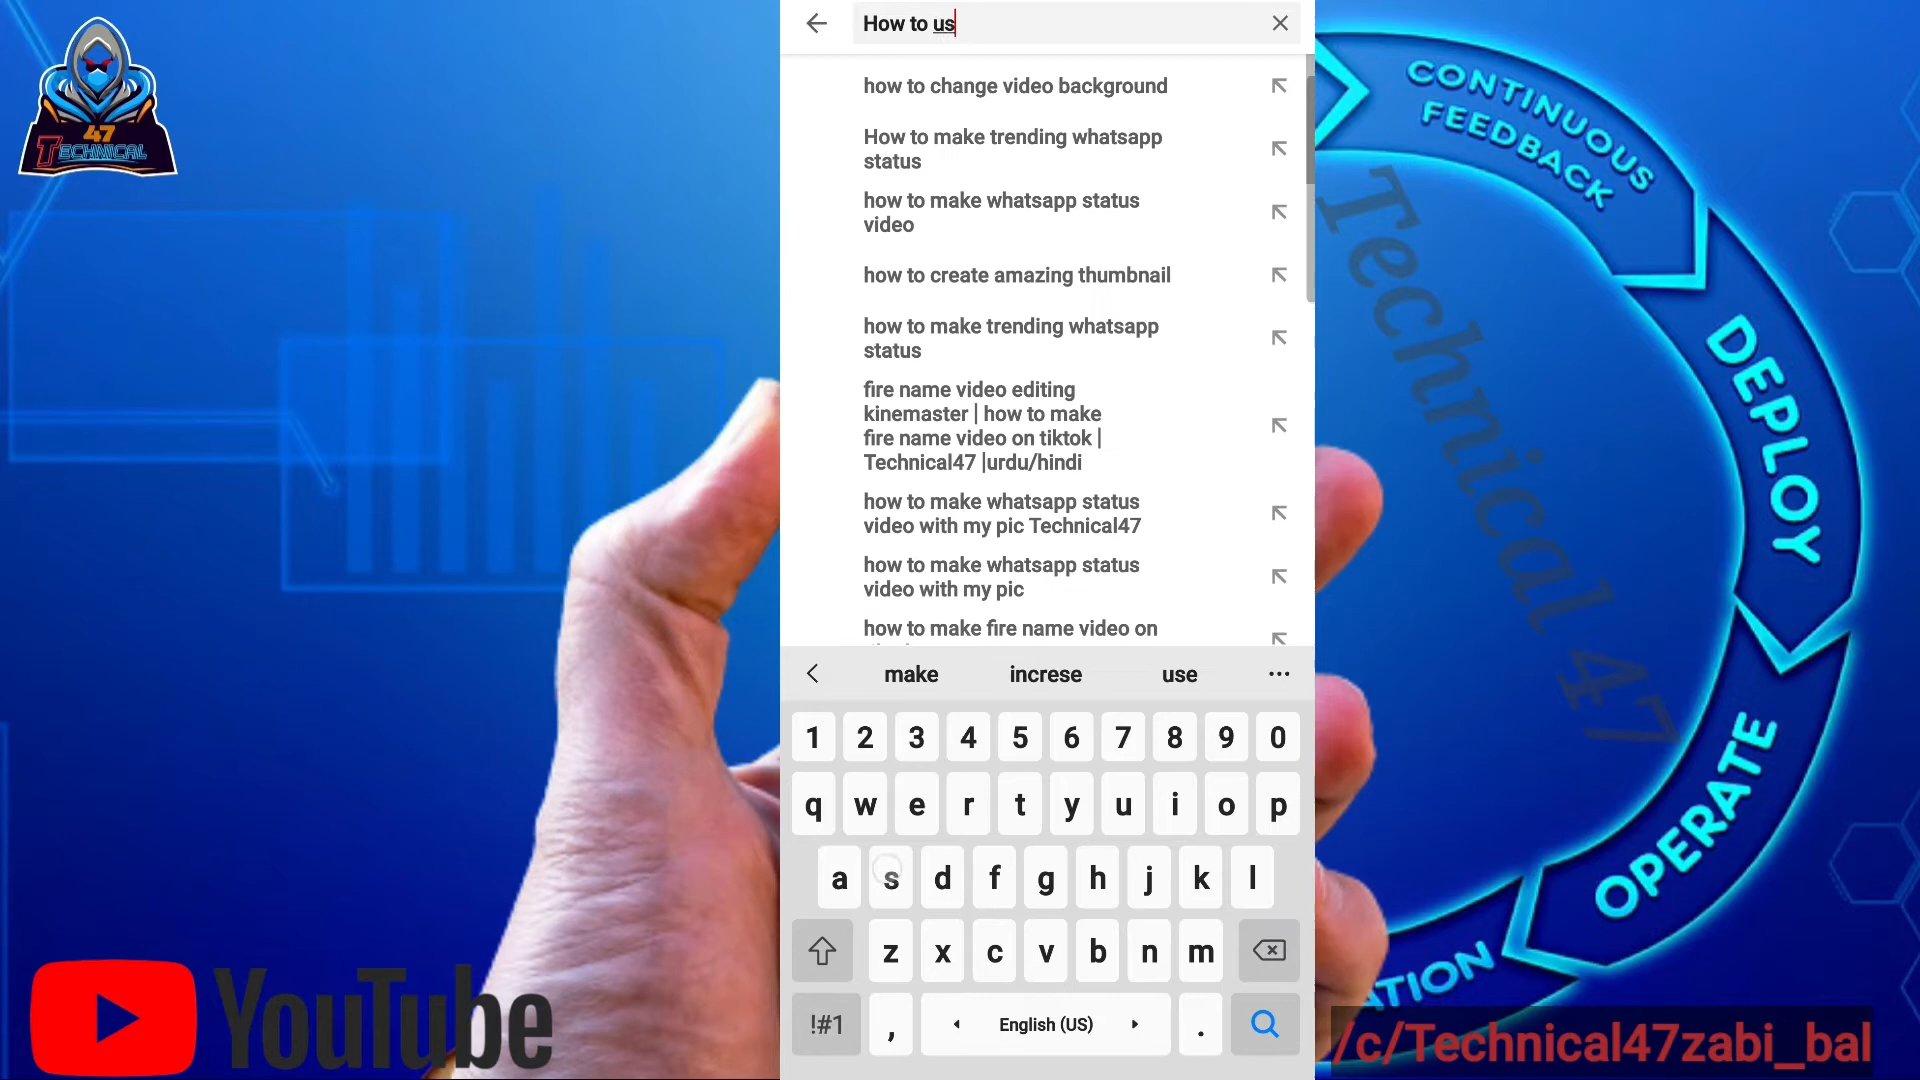 How to us
how to change video background
How to make trending whatsapp
status
how to make whatsapp status
video
how to create amazing thumbnail
how to make trending whatsapp
status
fire name video editing
kinemaster | how to make
fire name video on tiktok |
Technical47 |urdu/hindi
how to make whatsapp status
video with my pic Technical47
how to make whatsapp status
video with my pic
how to make fire name video on
make increse use
1 2 3 4 5 6 7 8 9 0
q w e r t y u i o p
a s d f g h j k l
z x c v b n m
!#1 , English (US) .
47
TECHNICAL
YouTube
CONTINUOUS
FEEDBACK
DEPLOY
OPERATE
ATION
Technical 47
/c/Technical47zabi_bal